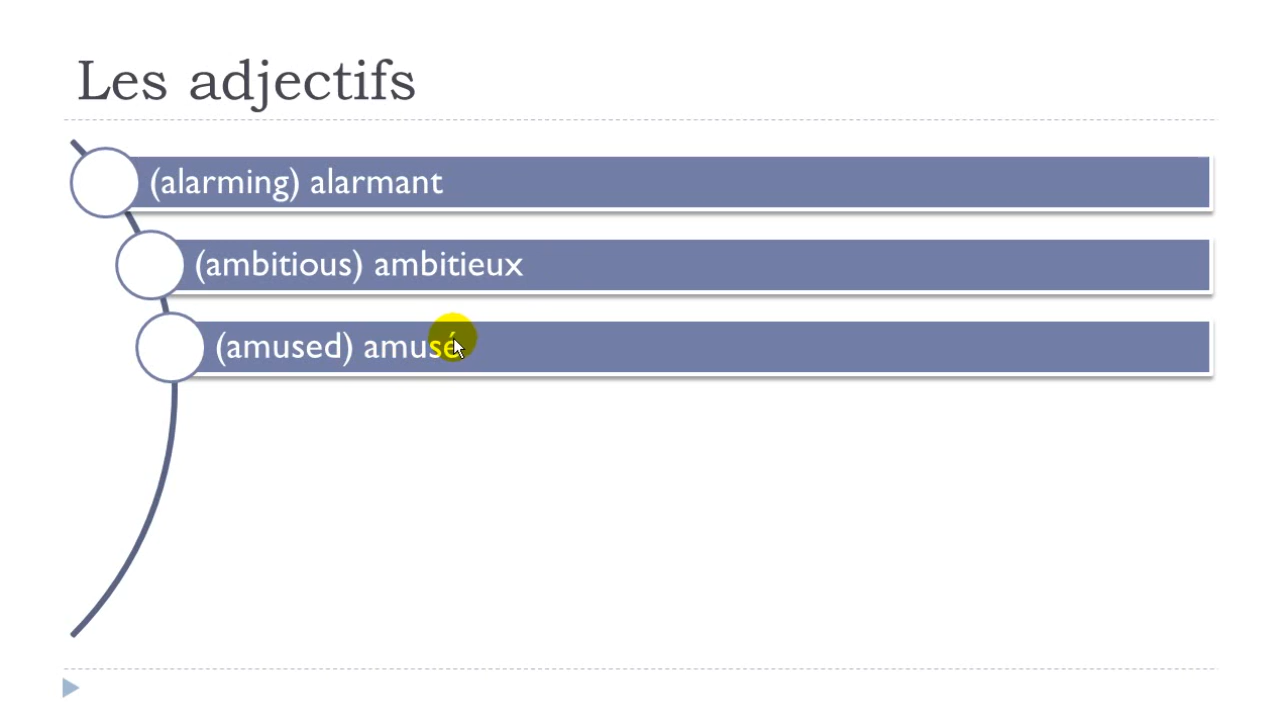 Les adjectifs
(alarming) alarmant
(ambitious) ambitieux
(amused) amusé